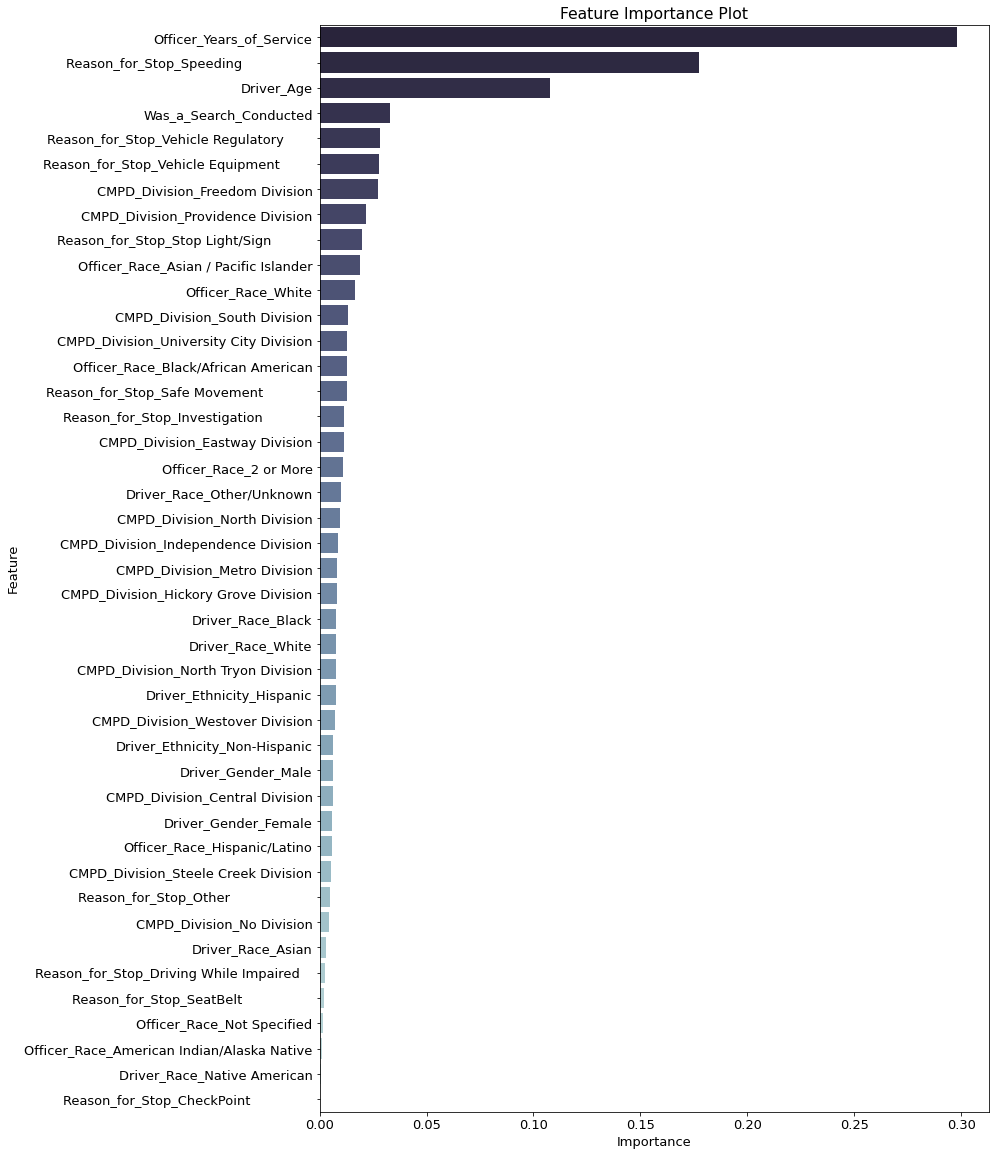 Feature Importance Plot
Officer_Years_of_Service
Reason_for_Stop_Speeding
Driver_Age
Was_a_Search_Conducted
Reason_for_Stop_Vehicle Regulatory
Reason_for_Stop_Vehicle Equipment
CMPD_Division_Freedom Division
CMPD_Division_Providence Division
Reason_for_Stop_Stop Light/Sign
Officer_Race_Asian / Pacific Islander
Officer_Race_White
CMPD_Division_South Division
CMPD_Division_University City Division
Officer_Race_Black/African American
Reason_for_Stop_Safe Movement
Reason_for_Stop_Investigation
CMPD_Division_Eastway Division
Officer_Race_2 or More
Driver_Race_Other/Unknown
CMPD_Division_North Division
CMPD_Division_Independence Division
CMPD_Division_Metro Division
CMPD_Division_Hickory Grove Division
Driver_Race_Black
Driver_Race_White
CMPD_Division_North Tryon Division
Driver_Ethnicity_Hispanic
CMPD_Division_Westover Division
Driver_Ethnicity_Non-Hispanic
Driver_Gender_Male
CMPD_Division_Central Division
Driver_Gender_Female
Officer_Race_Hispanic/Latino
CMPD_Division_Steele Creek Division
Reason_for_Stop_Other
CMPD_Division_No Division
Driver_Race_Asian
Reason_for_Stop_Driving While Impaired
Reason_for_Stop_SeatBelt
Officer_Race_Not Specified
Officer_Race_American Indian/Alaska Native
Driver_Race_Native American
Reason_for_Stop_CheckPoint
Feature
0.00 0.05 0.10 0.15 0.20 0.25 0.30
Importance